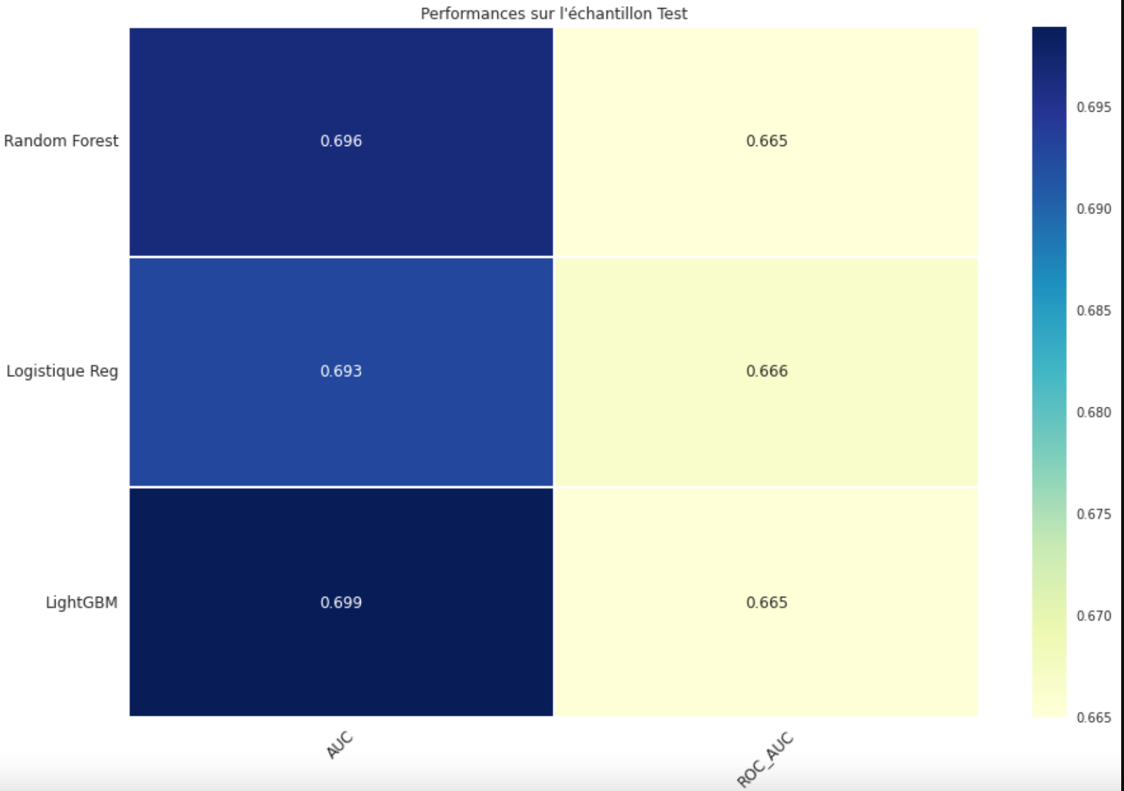 Performances sur l'échantillon Test
Random Forest
0.696
0.665
Logistique Reg
0.693
0.666
LightGBM
0.699
0.665
AUC
ROC_AUC
0.695
0.690
0.685
0.680
0.675
0.670
0.665